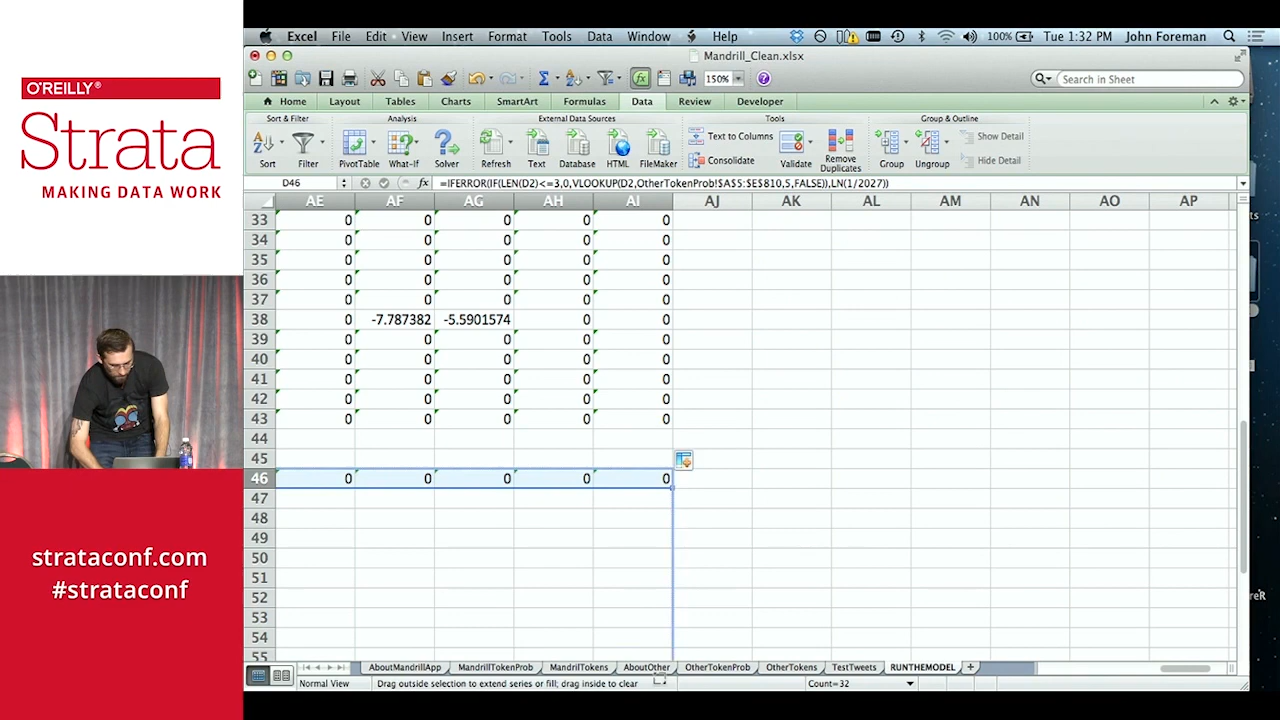 O'REILLY®
Strata
MAKING DATA WORK
strataconf.com
#strataconf
Excel File Edit View Insert Format Tools Data Window Help 100% Tue 1:32 PM John Foreman
Mandrill_Clean.xlsx
150% Search in Sheet
Home Layout Tables Charts SmartArt Formulas Data Review Developer
Sort & Filter Analysis External Data Sources Tools Group & Outline
Text to Columns Show Detail
Consolidate Hide Detail
Sort Filter PivotTable What-If Solver Refresh Text Database HTML FileMaker Validate Remove Duplicates Group Ungroup
D46 fx =IFERROR(IF(LEN(D2)<=3,0,VLOOKUP(D2,OtherTokenProb!$A$5:$E$810,5,FALSE)),LN(1/2027))
AE AF AG AH AI AJ AK AL AM AN AO AP
33 0 0 0 0 0
34 0 0 0 0 0
35 0 0 0 0 0
36 0 0 0 0 0
37 0 0 0 0 0
38 0 -7.787382 -5.5901574 0 0
39 0 0 0 0 0
40 0 0 0 0 0
41 0 0 0 0 0
42 0 0 0 0 0
43 0 0 0 0 0
44
45
46 0 0 0 0 0
47
48
49
50
51
52
53
54
55
AboutMandrillApp MandrillTokenProb MandrillTokens AboutOther OtherTokenProb OtherTokens TestTweets RUNTHEMODEL +
Normal View Drag outside selection to extend series or fill; drag inside to clear Count=32